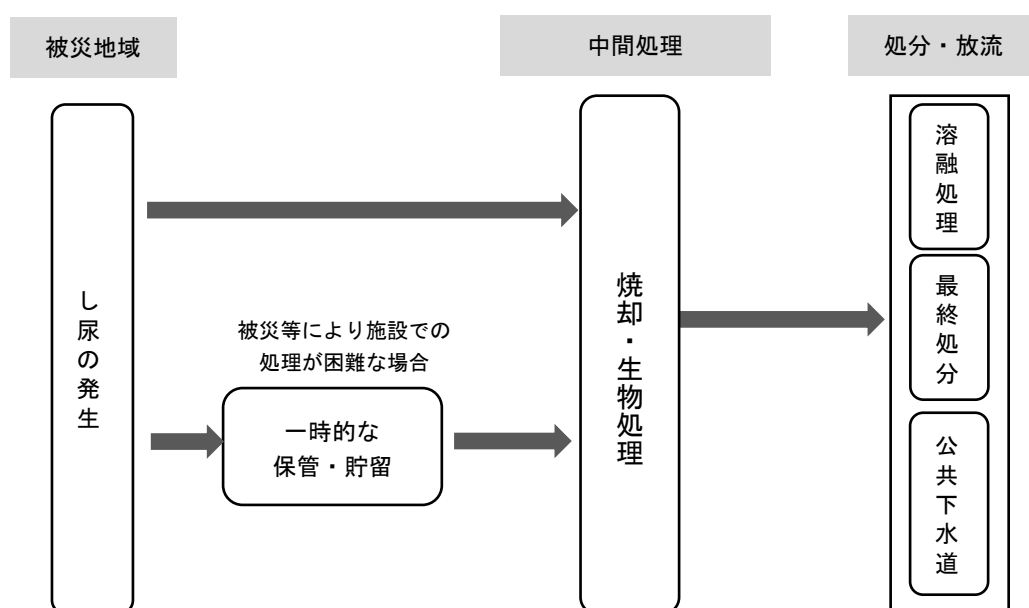 被災地域
中間処理
処分・放流
し尿の発生
被災等により施設での
処理が困難な場合
一時的な
保管・貯留
焼却・生物処理
溶融処理
最終処分
公共下水道